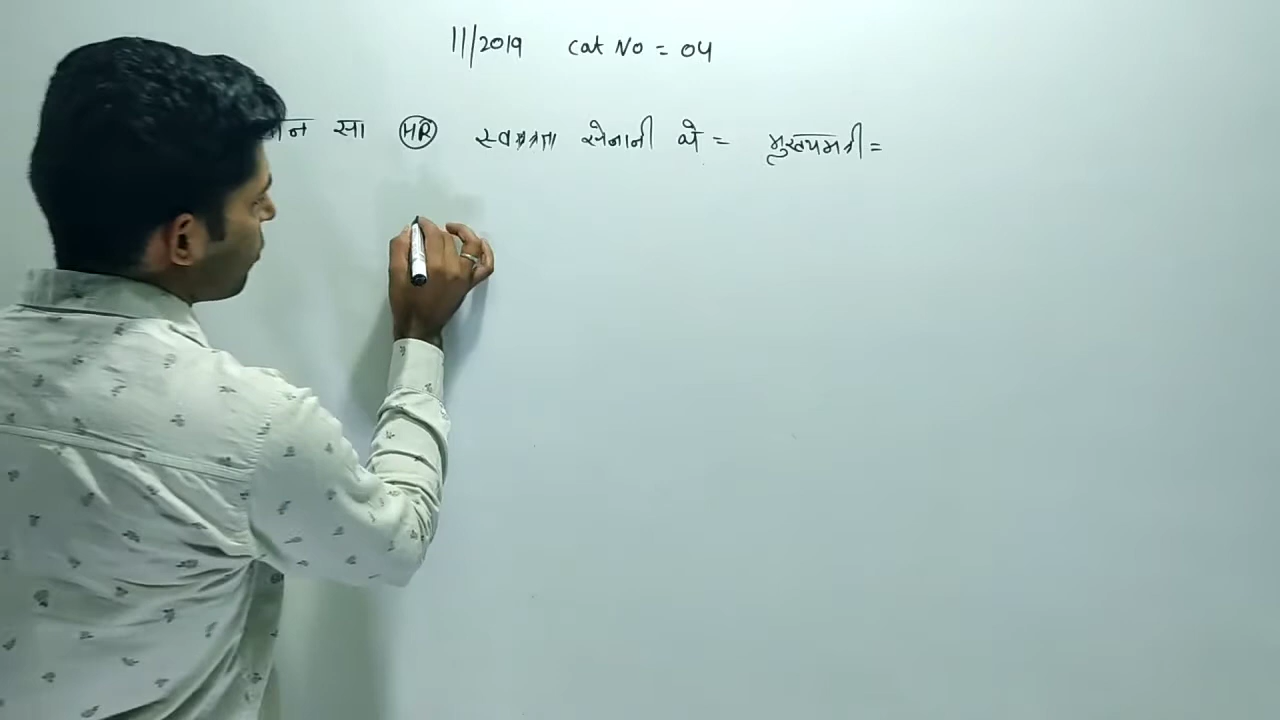 11/2019 Cat No = 04
सा HR स्वतंत्रता सेनानी थे = मुख्यमंत्री =